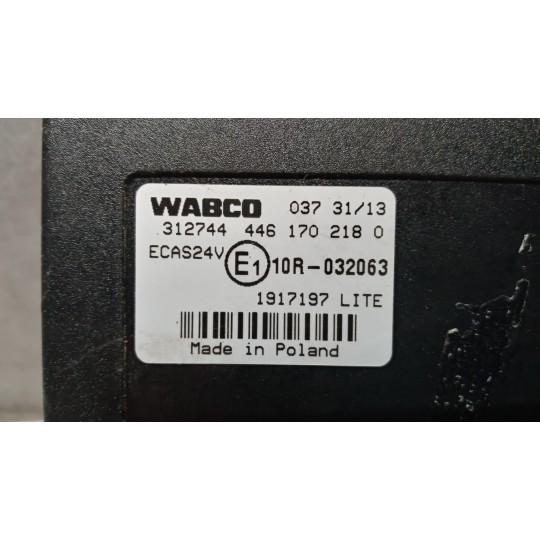 WABCO 037 31/13
312744 446 170 218 0
ECAS24V E1 10R-032063
1917197 LITE
Made in Poland